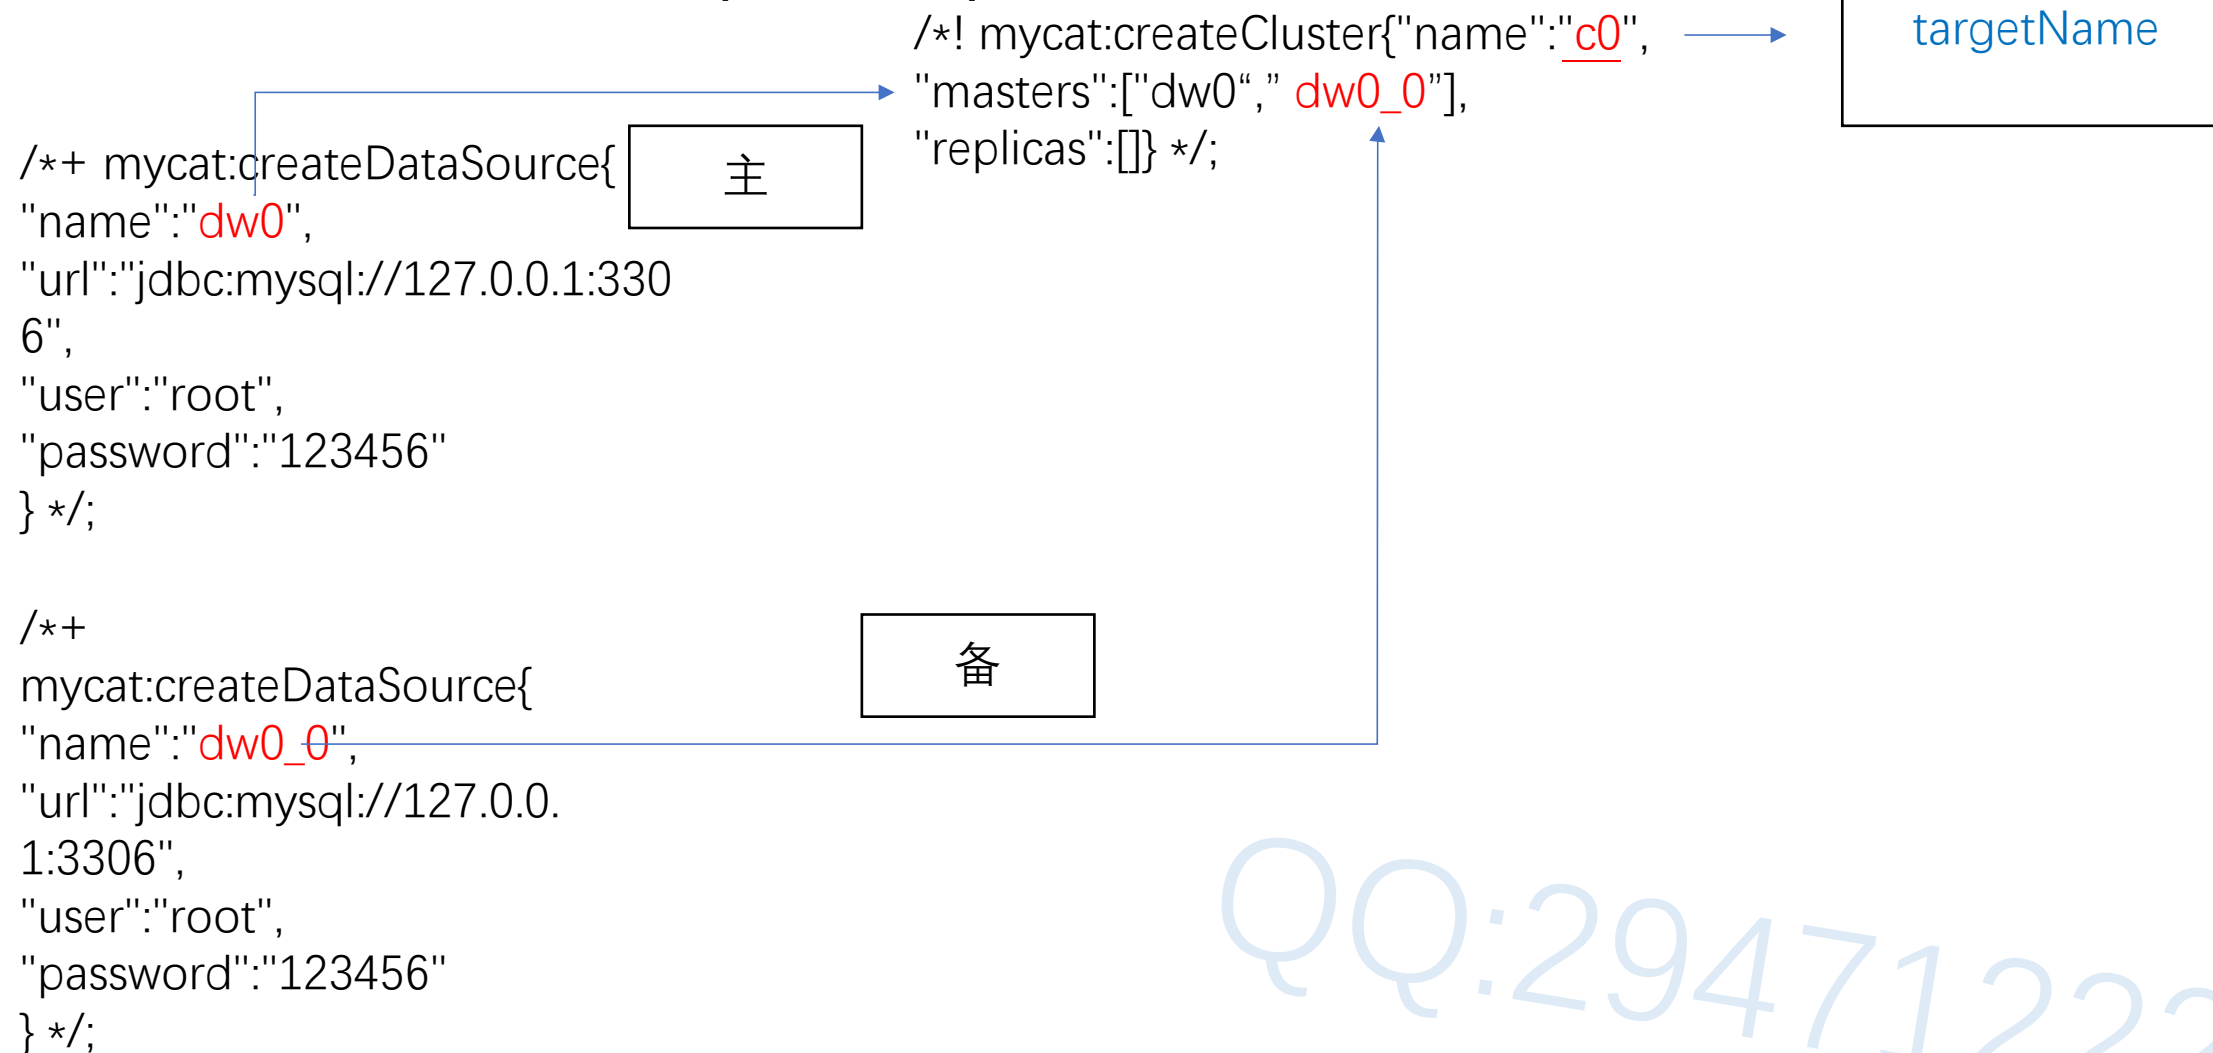 /*! mycat:createCluster{"name":"c0",
"masters":["dw0“,” dw0_0”],
"replicas":[]} */;
targetName
/*+ mycat:createDataSource{
"name":"dw0",
"url":"jdbc:mysql://127.0.0.1:330
6",
"user":"root",
"password":"123456"
} */;
主
/*+
mycat:createDataSource{
"name":"dw0_0",
"url":"jdbc:mysql://127.0.0.
1:3306",
"user":"root",
"password":"123456"
} */;
备